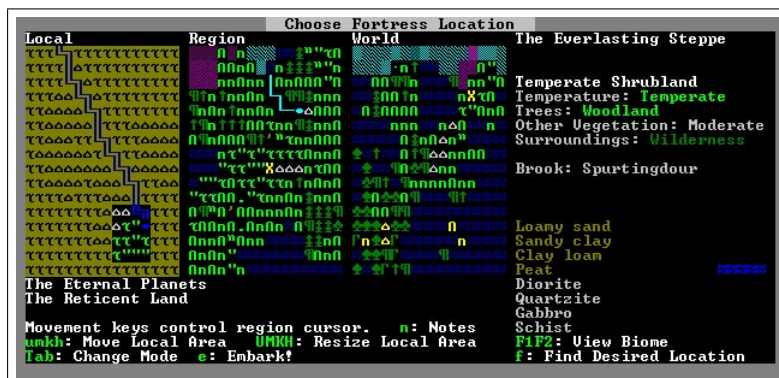 Choose Fortress Location
Local Region World The Everlasting Steppe
Temperate Shrubland
Temperature: Temperate
Trees: Woodland
Other Vegetation: Moderate
Surroundings: Wilderness
Brook: Spurtingdour
Loamy sand
Sandy clay
Clay loam
Peat
Diorite
Quartzite
Gabbro
Schist
The Eternal Planets
The Reticent Land
Movement keys control region cursor. n: Notes
umkh: Move Local Area UMKH: Resize Local Area F1F2: View Biome
Tab: Change Mode e: Embark! f: Find Desired Location